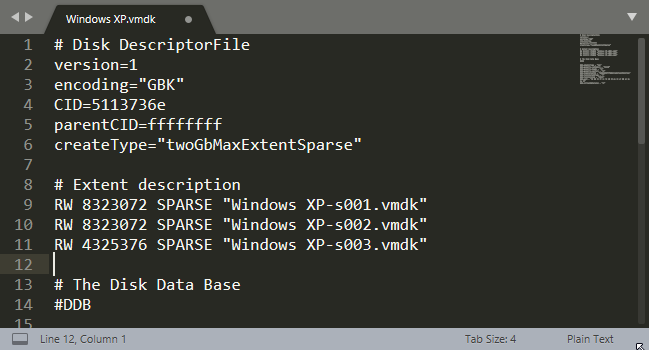 Windows XP.vmdk
1 # Disk DescriptorFile
2 version=1
3 encoding="GBK"
4 CID=5113736e
5 parentCID=ffffffff
6 createType="twoGbMaxExtentSparse"
7
8 # Extent description
9 RW 8323072 SPARSE "Windows XP-s001.vmdk"
10 RW 8323072 SPARSE "Windows XP-s002.vmdk"
11 RW 4325376 SPARSE "Windows XP-s003.vmdk"
12
13 # The Disk Data Base
14 #DDB
15
Line 12, Column 1 Tab Size: 4 Plain Text